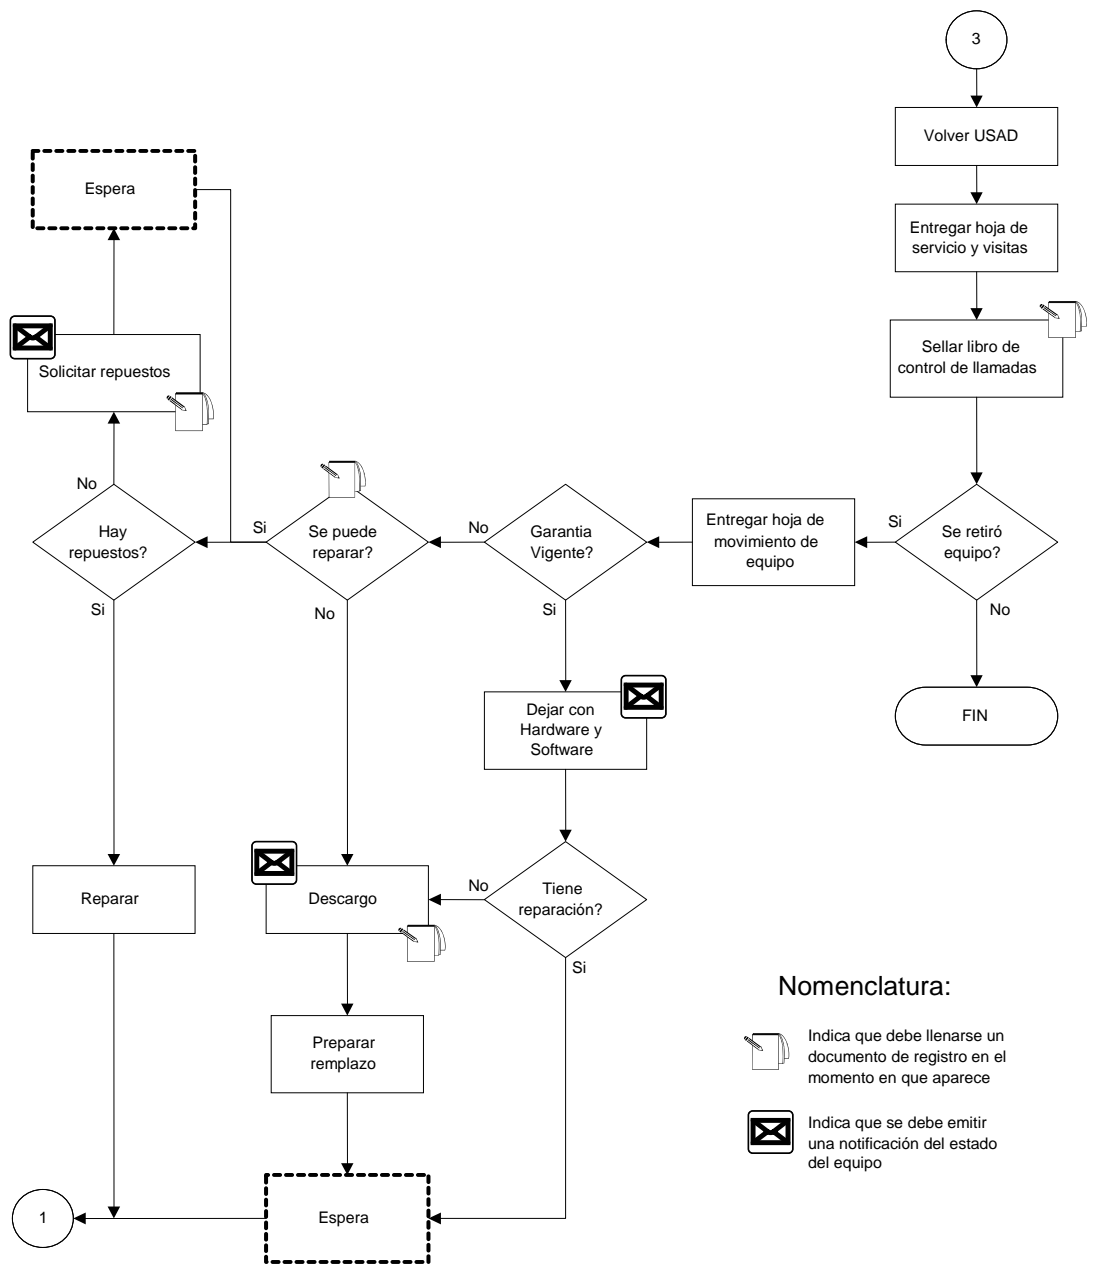 3
Volver USAD
Entregar hoja de
servicio y visitas
Sellar libro de
control de llamadas
Espera
Solicitar repuestos
No
Hay
repuestos?
Si
Si
Se puede
reparar?
No
No
Garantia
Vigente?
Si
Entregar hoja de
movimiento de
equipo
Si
Se retiró
equipo?
No
FIN
Dejar con
Hardware y
Software
Reparar
Descargo
No
Tiene
reparación?
Si
Preparar
remplazo
Espera
1
Nomenclatura:
Indica que debe llenarse un
documento de registro en el
momento en que aparece
Indica que se debe emitir
una notificación del estado
del equipo